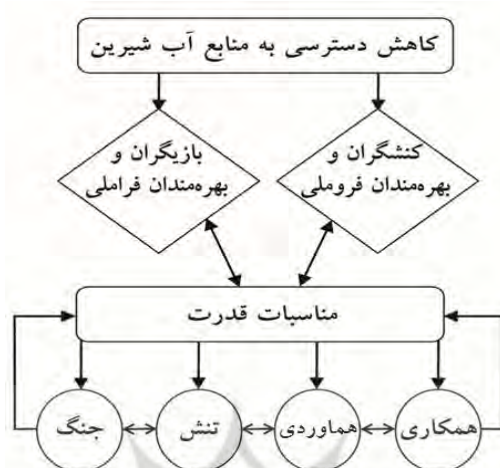 کاهش دسترسی به منابع آب شیرین
کنشگران و
بهره‌مندان فروملی
بازیگران و
بهره‌مندان فراملی
مناسبات قدرت
همکاری
هماوردی
تنش
جنگ